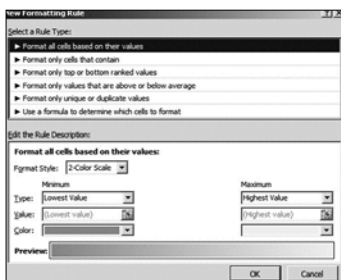 New Formatting Rule
Select a Rule Type:
► Format all cells based on their values
► Format only cells that contain
► Format only top or bottom ranked values
► Format only values that are above or below average
► Format only unique or duplicate values
► Use a formula to determine which cells to format
Edit the Rule Description:
Format all cells based on their values:
Format Style: 2-Color Scale
Minimum Maximum
Type: Lowest Value Highest Value
Value: (Lowest value) (Highest value)
Color:
Preview:
OK Cancel